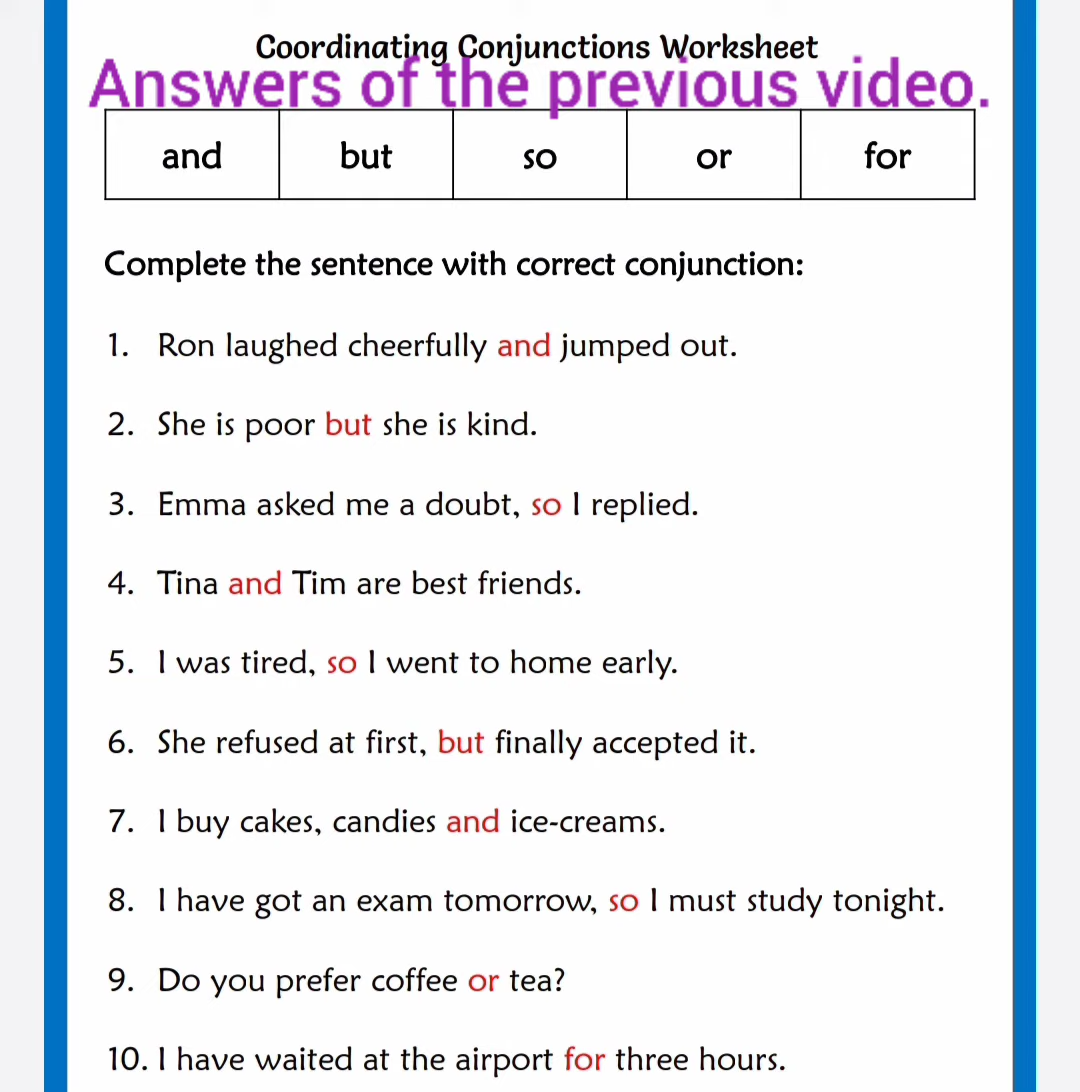 Coordinating Conjunctions Worksheet
Answers of the previous video.
and but so or for
Complete the sentence with correct conjunction:
1. Ron laughed cheerfully and jumped out.
2. She is poor but she is kind.
3. Emma asked me a doubt, so I replied.
4. Tina and Tim are best friends.
5. I was tired, so I went to home early.
6. She refused at first, but finally accepted it.
7. I buy cakes, candies and ice-creams.
8. I have got an exam tomorrow, so I must study tonight.
9. Do you prefer coffee or tea?
10. I have waited at the airport for three hours.